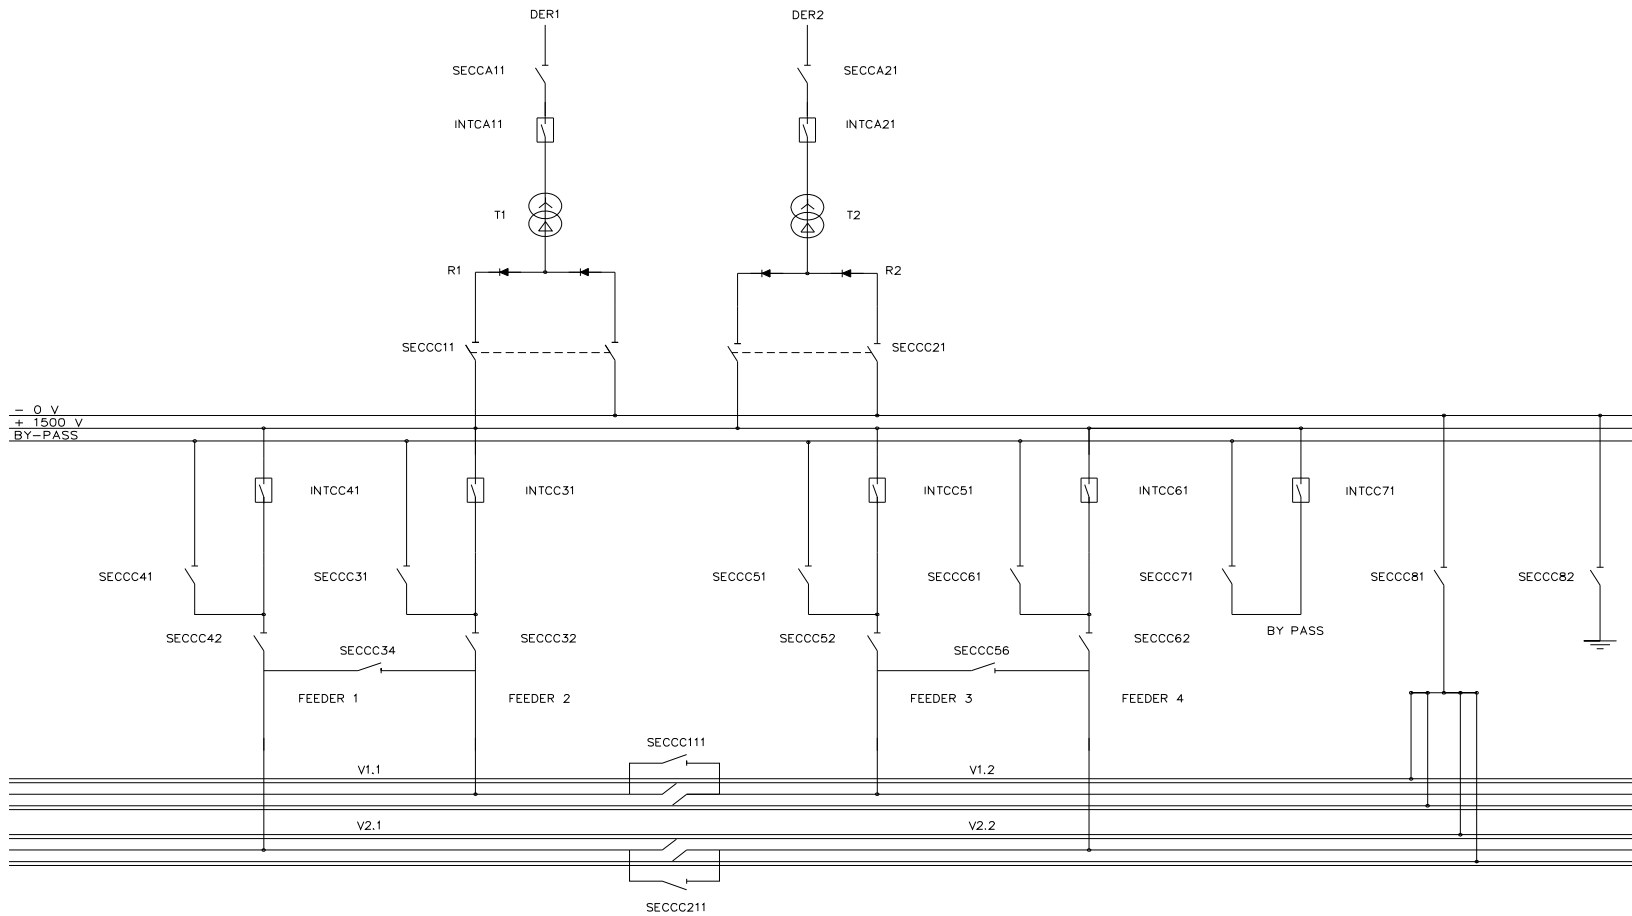 DER1
DER2
SECCA11
SECCA21
INTCA11
INTCA21
T1
T2
R1
R2
SECCC11
SECCC21
- 0 V
+ 1500 V
BY-PASS
INTCC41
INTCC31
INTCC51
INTCC61
INTCC71
SECCC41
SECCC31
SECCC51
SECCC61
SECCC71
SECCC81
SECCC82
SECCC42
SECCC32
SECCC52
SECCC62
BY PASS
SECCC34
SECCC56
FEEDER 1
FEEDER 2
FEEDER 3
FEEDER 4
SECCC111
V1.1
V1.2
V2.1
V2.2
SECCC211